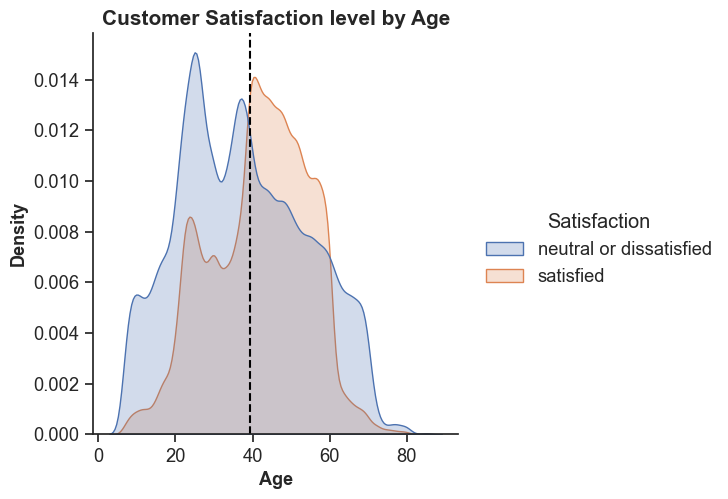 Customer Satisfaction level by Age
0.014
0.012
0.010
0.008
0.006
0.004
0.002
0.000
Density
0 20 40 60 80
Age
Satisfaction
neutral or dissatisfied
satisfied